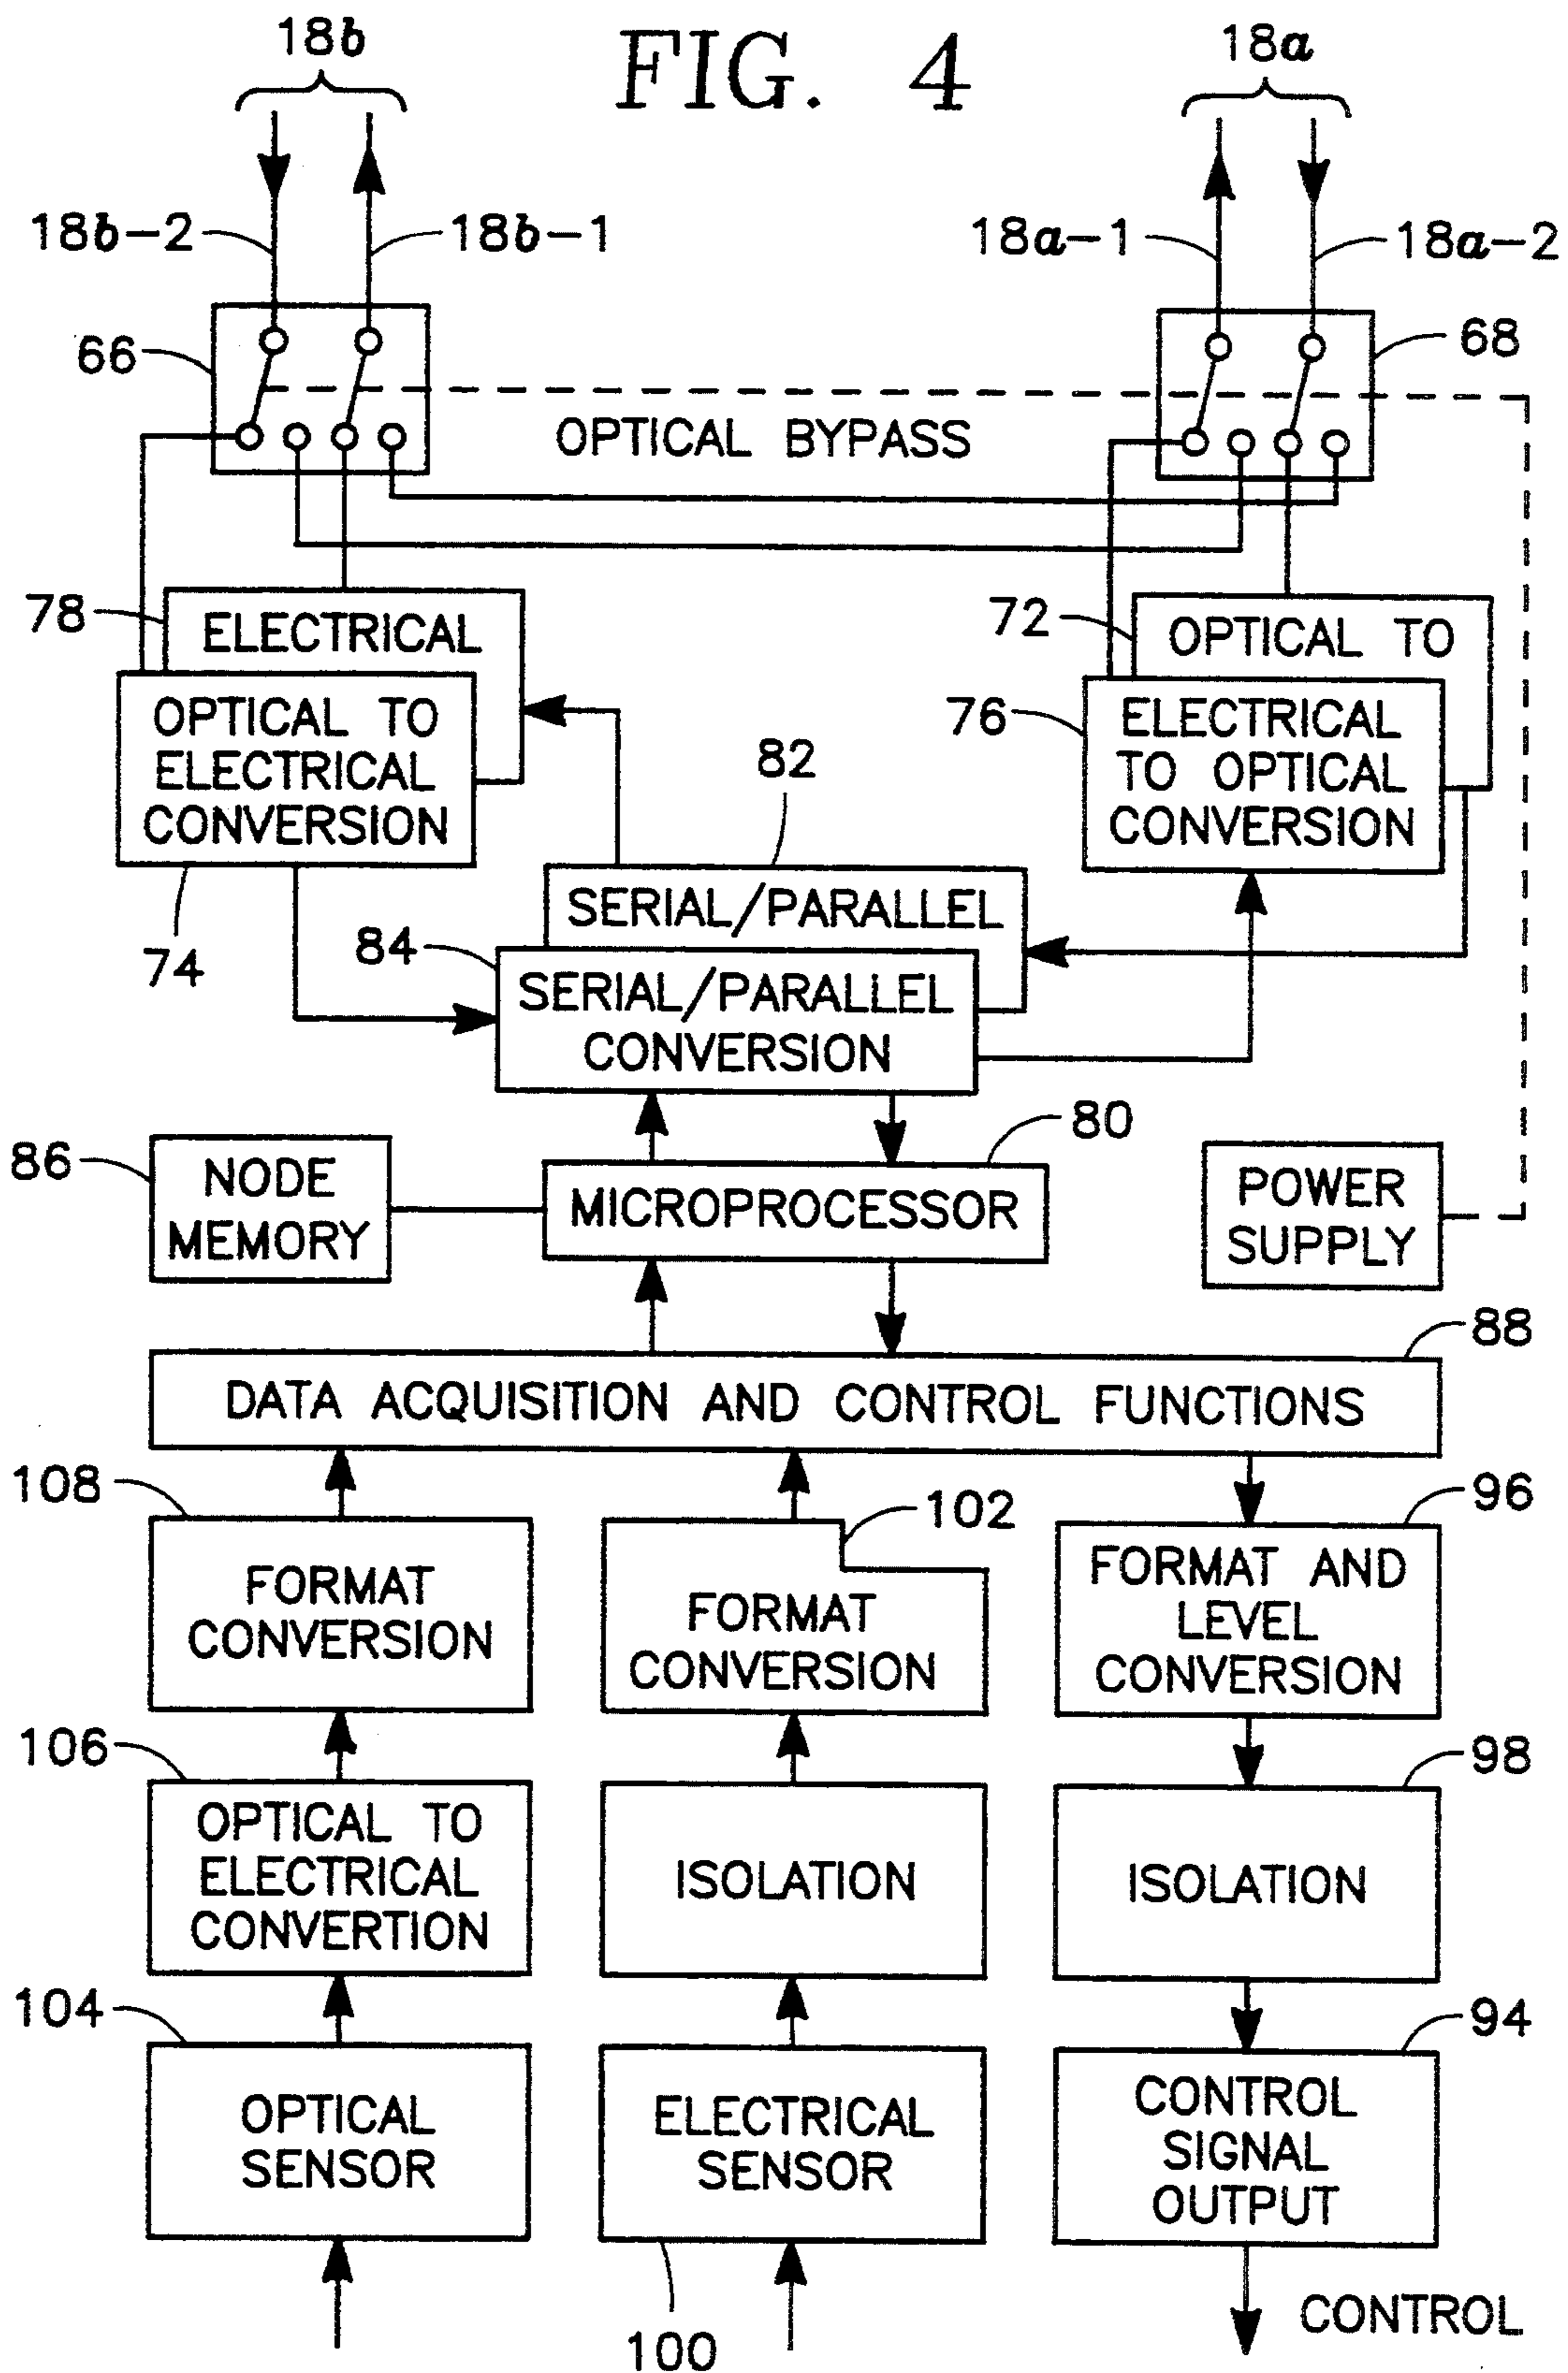 FIG. 4
18b
18a
18b-2
18b-1
18a-1
18a-2
66
68
OPTICAL BYPASS
78
ELECTRICAL
72
OPTICAL TO
OPTICAL TO
ELECTRICAL
CONVERSION
76
ELECTRICAL
TO OPTICAL
CONVERSION
82
74
SERIAL/PARALLEL
84
SERIAL/PARALLEL
CONVERSION
80
86
NODE
MEMORY
MICROPROCESSOR
POWER
SUPPLY
88
DATA ACQUISITION AND CONTROL FUNCTIONS
108
102
96
FORMAT
CONVERSION
FORMAT
CONVERSION
FORMAT AND
LEVEL
CONVERSION
106
98
OPTICAL TO
ELECTRICAL
CONVERTION
ISOLATION
ISOLATION
104
94
OPTICAL
SENSOR
ELECTRICAL
SENSOR
CONTROL
SIGNAL
OUTPUT
100
CONTROL